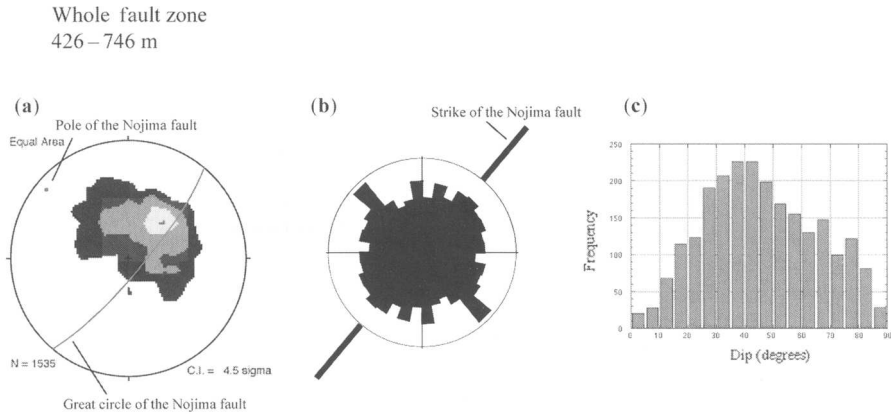 Whole fault zone
426 – 746 m
(a)
Pole of the Nojima fault
Equal Area
N = 1535
C.I. = 4.5 sigma
Great circle of the Nojima fault
(b)
Strike of the Nojima fault
(c)
Frequency
250
200
150
100
50
0
0 10 20 30 40 50 60 70 80 90
Dip (degrees)